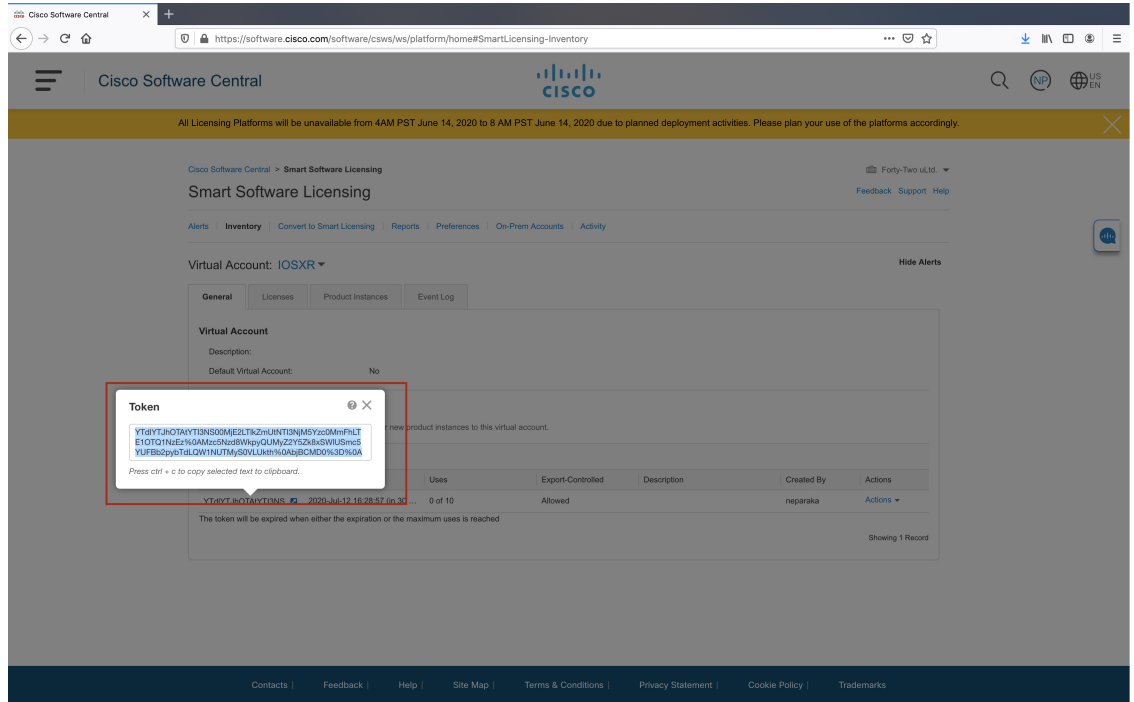 Cisco Software Central
https://software.cisco.com/software/csws/ws/platform/home#SmartLicensing-Inventory
Cisco Software Central
CISCO
NP
US
EN
All Licensing Platforms will be unavailable from 4AM PST June 14, 2020 to 8 AM PST June 14, 2020 due to planned deployment activities. Please plan your use of the platforms accordingly.
Cisco Software Central > Smart Software Licensing
Forty-Two uLtd.
Smart Software Licensing
Feedback Support Help
Alerts Inventory Convert to Smart Licensing Reports Preferences On-Prem Accounts Activity
Virtual Account: IOSXR
Hide Alerts
General Licenses Product Instances Event Log
Virtual Account
Description:
Default Virtual Account: No
Token
new product instances to this virtual account.
YTdlYTJhOTAtYTI3NS00MjE2LTlkZmUtNTI3NjM5Yzc0MmFhLT
E1OTQ1NzEz%0AMzc5Nzd8WkpyQUMyZ2Y5Zk8xSWlUSmc5
YUFBb2pybTdLQW1NUTMyS0VLUkth%0AbjBCMD0%3D%0A
Press ctrl + c to copy selected text to clipboard.
Uses Export-Controlled Description Created By Actions
YTdlYTJhOTAtYTI3NS 2020-Jul-12 16:28:57 (in 30 ... 0 of 10 Allowed neparaka Actions
The token will be expired when either the expiration or the maximum uses is reached
Showing 1 Record
Contacts | Feedback | Help | Site Map | Terms & Conditions | Privacy Statement | Cookie Policy | Trademarks